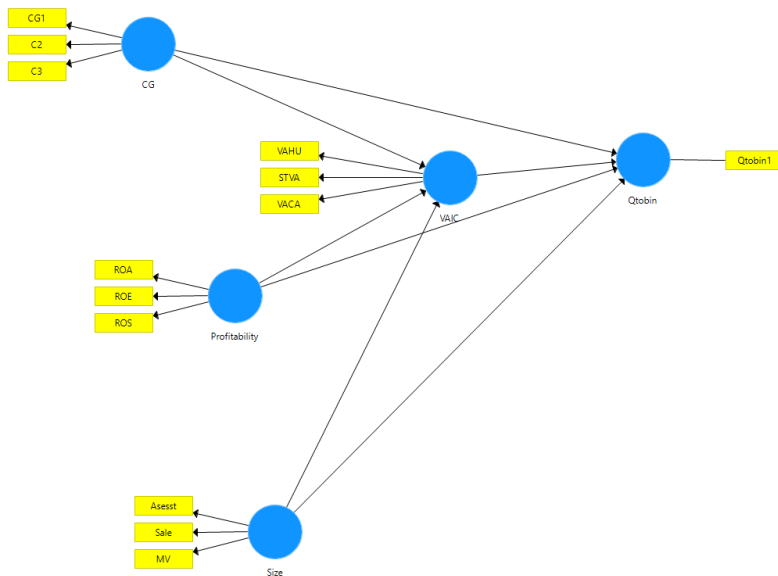 CG1
C2
C3
CG
VAHU
STVA
VACA
VAIC
Qtobin1
Qtobin
ROA
ROE
ROS
Profitability
Asesst
Sale
MV
Size